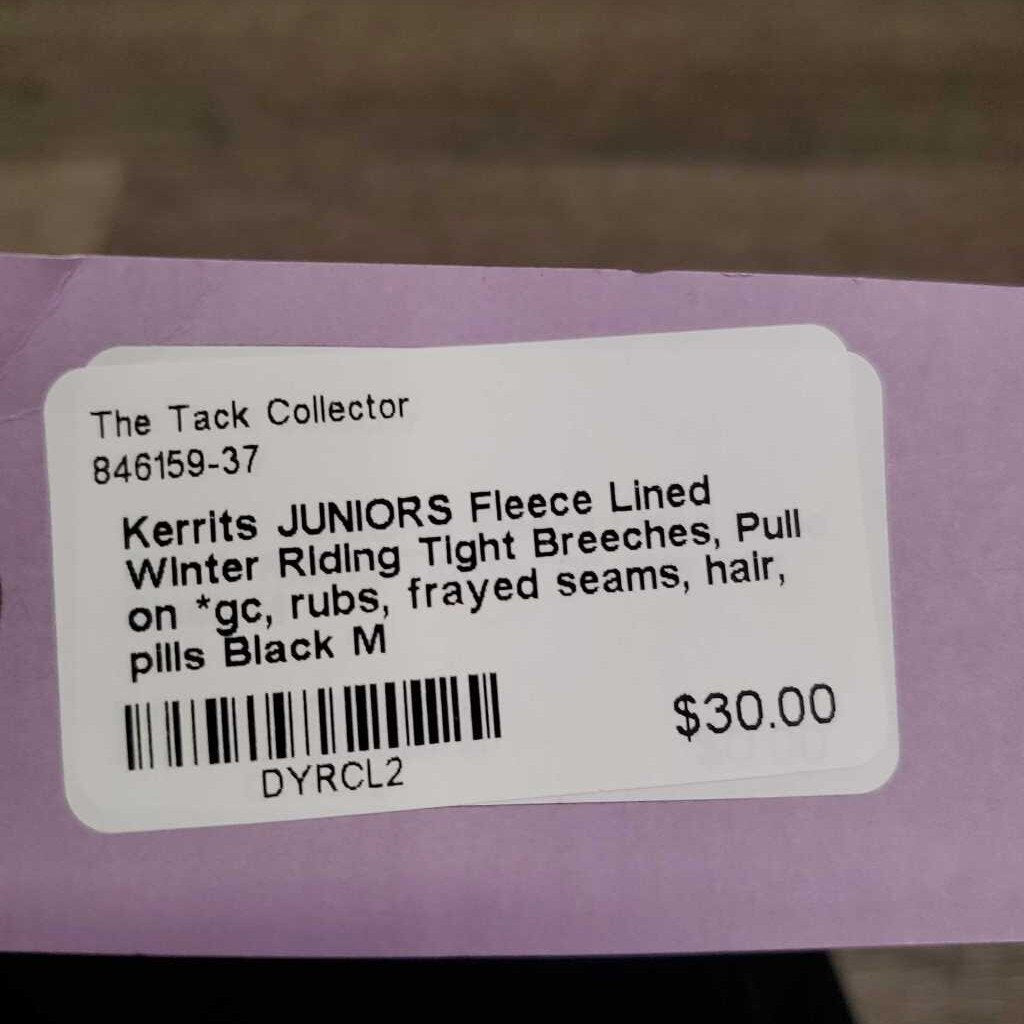 The Tack Collector
846159-37
Kerrits JUNIORS Fleece Lined
Winter Riding Tight Breeches, Pull
on *gc, rubs, frayed seams, hair,
pills Black M
$30.00
DYRCL2